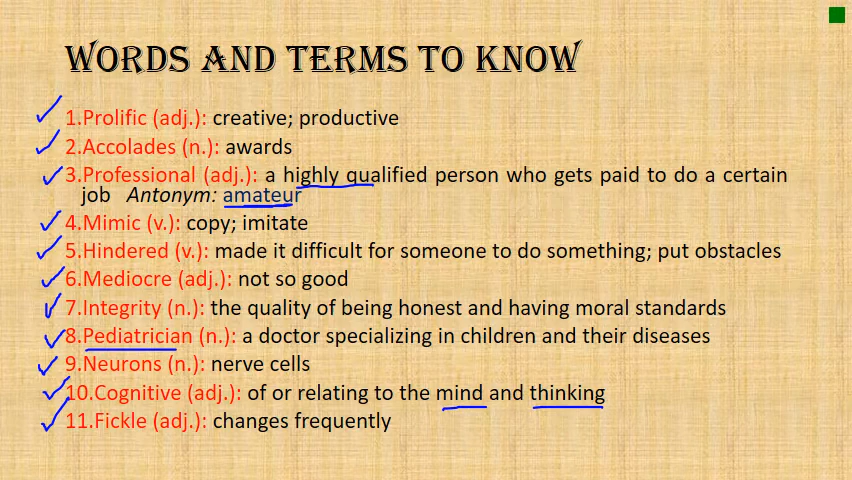 WORDS AND TERMS TO KNOW
1.Prolific (adj.): creative; productive
2.Accolades (n.): awards
3.Professional (adj.): a highly qualified person who gets paid to do a certain
job Antonym: amateur
4.Mimic (v.): copy; imitate
5.Hindered (v.): made it difficult for someone to do something; put obstacles
6.Mediocre (adj.): not so good
7.Integrity (n.): the quality of being honest and having moral standards
8.Pediatrician (n.): a doctor specializing in children and their diseases
9.Neurons (n.): nerve cells
10.Cognitive (adj.): of or relating to the mind and thinking
11.Fickle (adj.): changes frequently